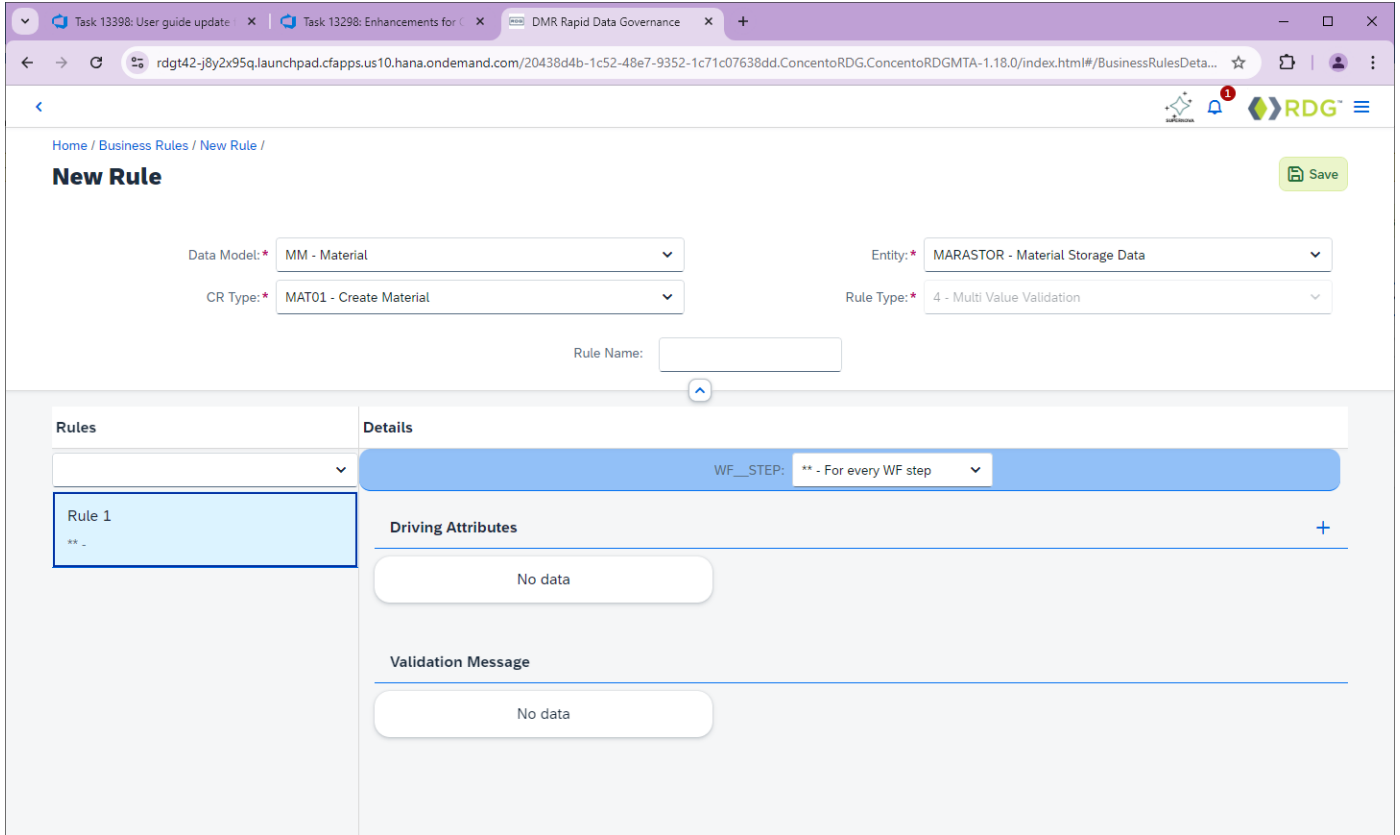 Task 13398: User guide update
Task 13298: Enhancements for C
DMR Rapid Data Governance
rdgt42-j8y2x95q.launchpad.cfapps.us10.hana.ondemand.com/20438d4b-1c52-48e7-9352-1c71c07638dd.ConcentoRDG.ConcentoRDGMTA-1.18.0/index.html#/BusinessRulesDeta...
SUPERNOVA
1
RDG™
Home / Business Rules / New Rule /
New Rule
Save
Data Model:* MM - Material
Entity:* MARASTOR - Material Storage Data
CR Type:* MAT01 - Create Material
Rule Type:* 4 - Multi Value Validation
Rule Name:
Rules
Details
WF__STEP: ** - For every WF step
Rule 1
** -
Driving Attributes
No data
Validation Message
No data